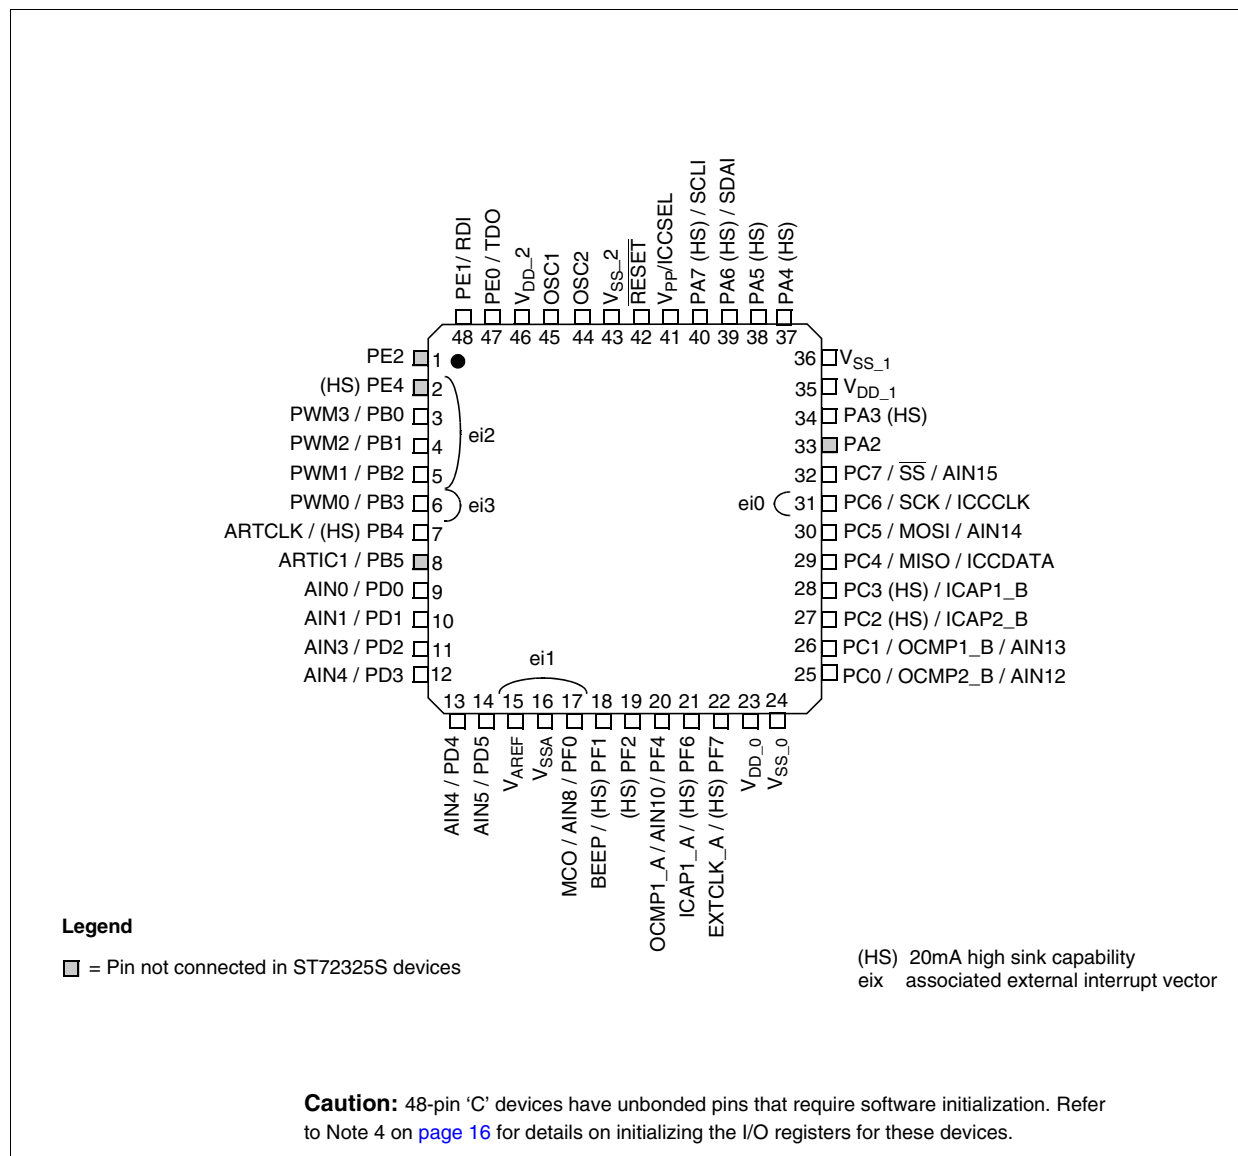 PE1/ RDI
PE0 / TDO
VDD_2
OSC1
OSC2
VSS_2
RESET
VPP/ICCSEL
PA7 (HS) / SCLI
PA6 (HS) / SDAI
PA5 (HS)
PA4 (HS)
48 47 46 45 44 43 42 41 40 39 38 37
PE2 1
(HS) PE4 2
PWM3 / PB0 3
PWM2 / PB1 4
PWM1 / PB2 5
PWM0 / PB3 6
ARTCLK / (HS) PB4 7
ARTIC1 / PB5 8
AIN0 / PD0 9
AIN1 / PD1 10
AIN3 / PD2 11
AIN4 / PD3 12
ei2
ei3
ei0
ei1
36 VSS_1
35 VDD_1
34 PA3 (HS)
33 PA2
32 PC7 / SS / AIN15
31 PC6 / SCK / ICCCLK
30 PC5 / MOSI / AIN14
29 PC4 / MISO / ICCDATA
28 PC3 (HS) / ICAP1_B
27 PC2 (HS) / ICAP2_B
26 PC1 / OCMP1_B / AIN13
25 PC0 / OCMP2_B / AIN12
13 14 15 16 17 18 19 20 21 22 23 24
AIN4 / PD4
AIN5 / PD5
VAREF
VSSA
MCO / AIN8 / PF0
BEEP / (HS) PF1
(HS) PF2
OCMP1_A / AIN10 / PF4
ICAP1_A / (HS) PF6
EXTCLK_A / (HS) PF7
VDD_0
VSS_0
Legend
= Pin not connected in ST72325S devices
(HS) 20mA high sink capability
eix associated external interrupt vector
Caution: 48-pin ‘C’ devices have unbonded pins that require software initialization. Refer
to Note 4 on page 16 for details on initializing the I/O registers for these devices.